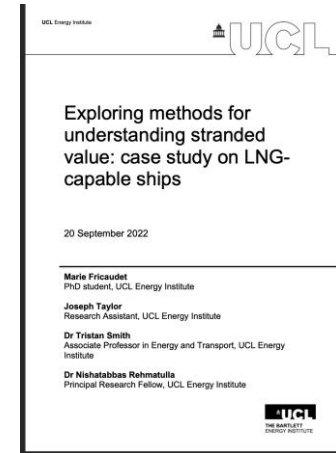 UCL Energy Institute
UCL
Exploring methods for
understanding stranded
value: case study on LNG-
capable ships
20 September 2022
Marie Fricaudet
PhD student, UCL Energy Institute
Joseph Taylor
Research Assistant, UCL Energy Institute
Dr Tristan Smith
Associate Professor in Energy and Transport, UCL Energy
Institute
Dr Nishatabbas Rehmatulla
Principal Research Fellow, UCL Energy Institute
UCL
THE BARTLETT
ENERGY INSTITUTE